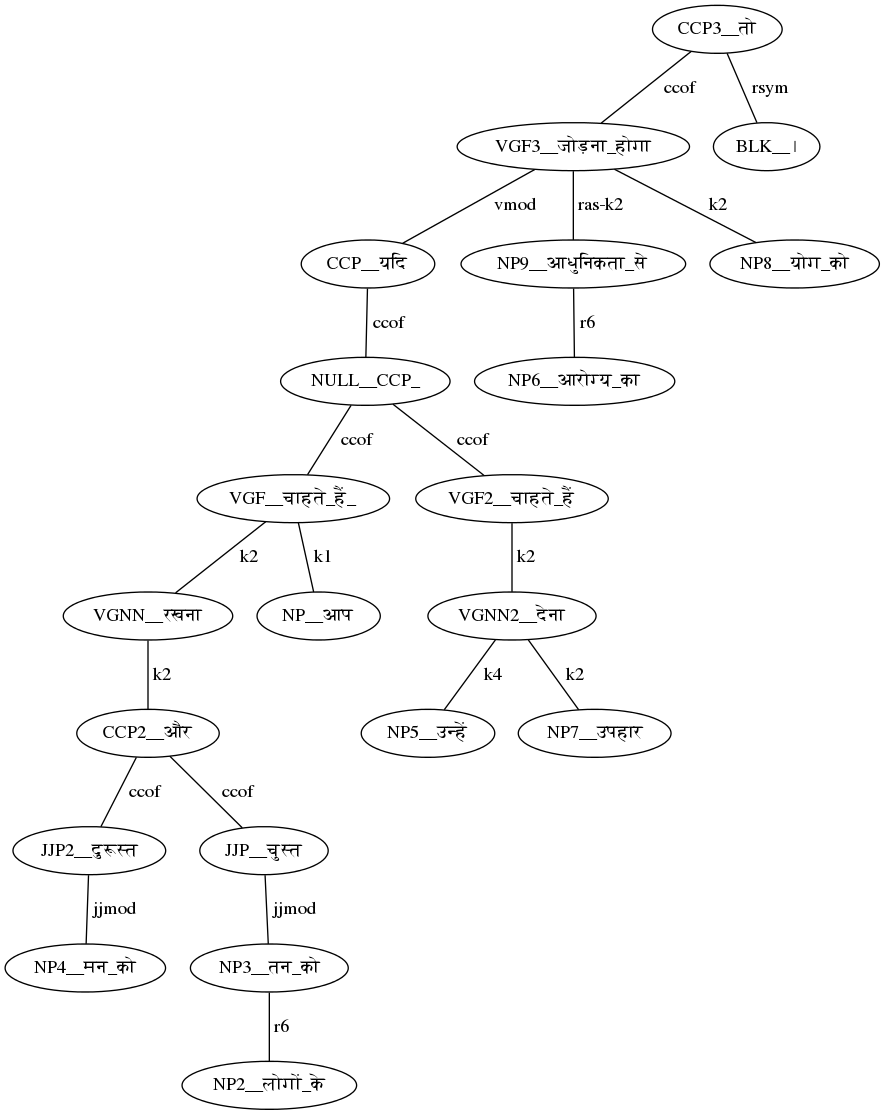 CCP3__तो
ccof rsym
VGF3__जोड़ना_होगा BLK__।
vmod ras-k2 k2
CCP__यदि NP9__आधुनिकता_से NP8__योग_को
ccof r6
NULL__CCP_ NP6__आरोग्य_का
ccof ccof
VGF__चाहते_हैं_ VGF2__चाहते_हैं
k2 k1 k2
VGNN__रखना NP__आप VGNN2__देना
k2 k4 k2
CCP2__और NP5__उन्हें NP7__उपहार
ccof ccof
JJP2__दुरूस्त JJP__चुस्त
jjmod jjmod
NP4__मन_को NP3__तन_को
r6
NP2__लोगों_के